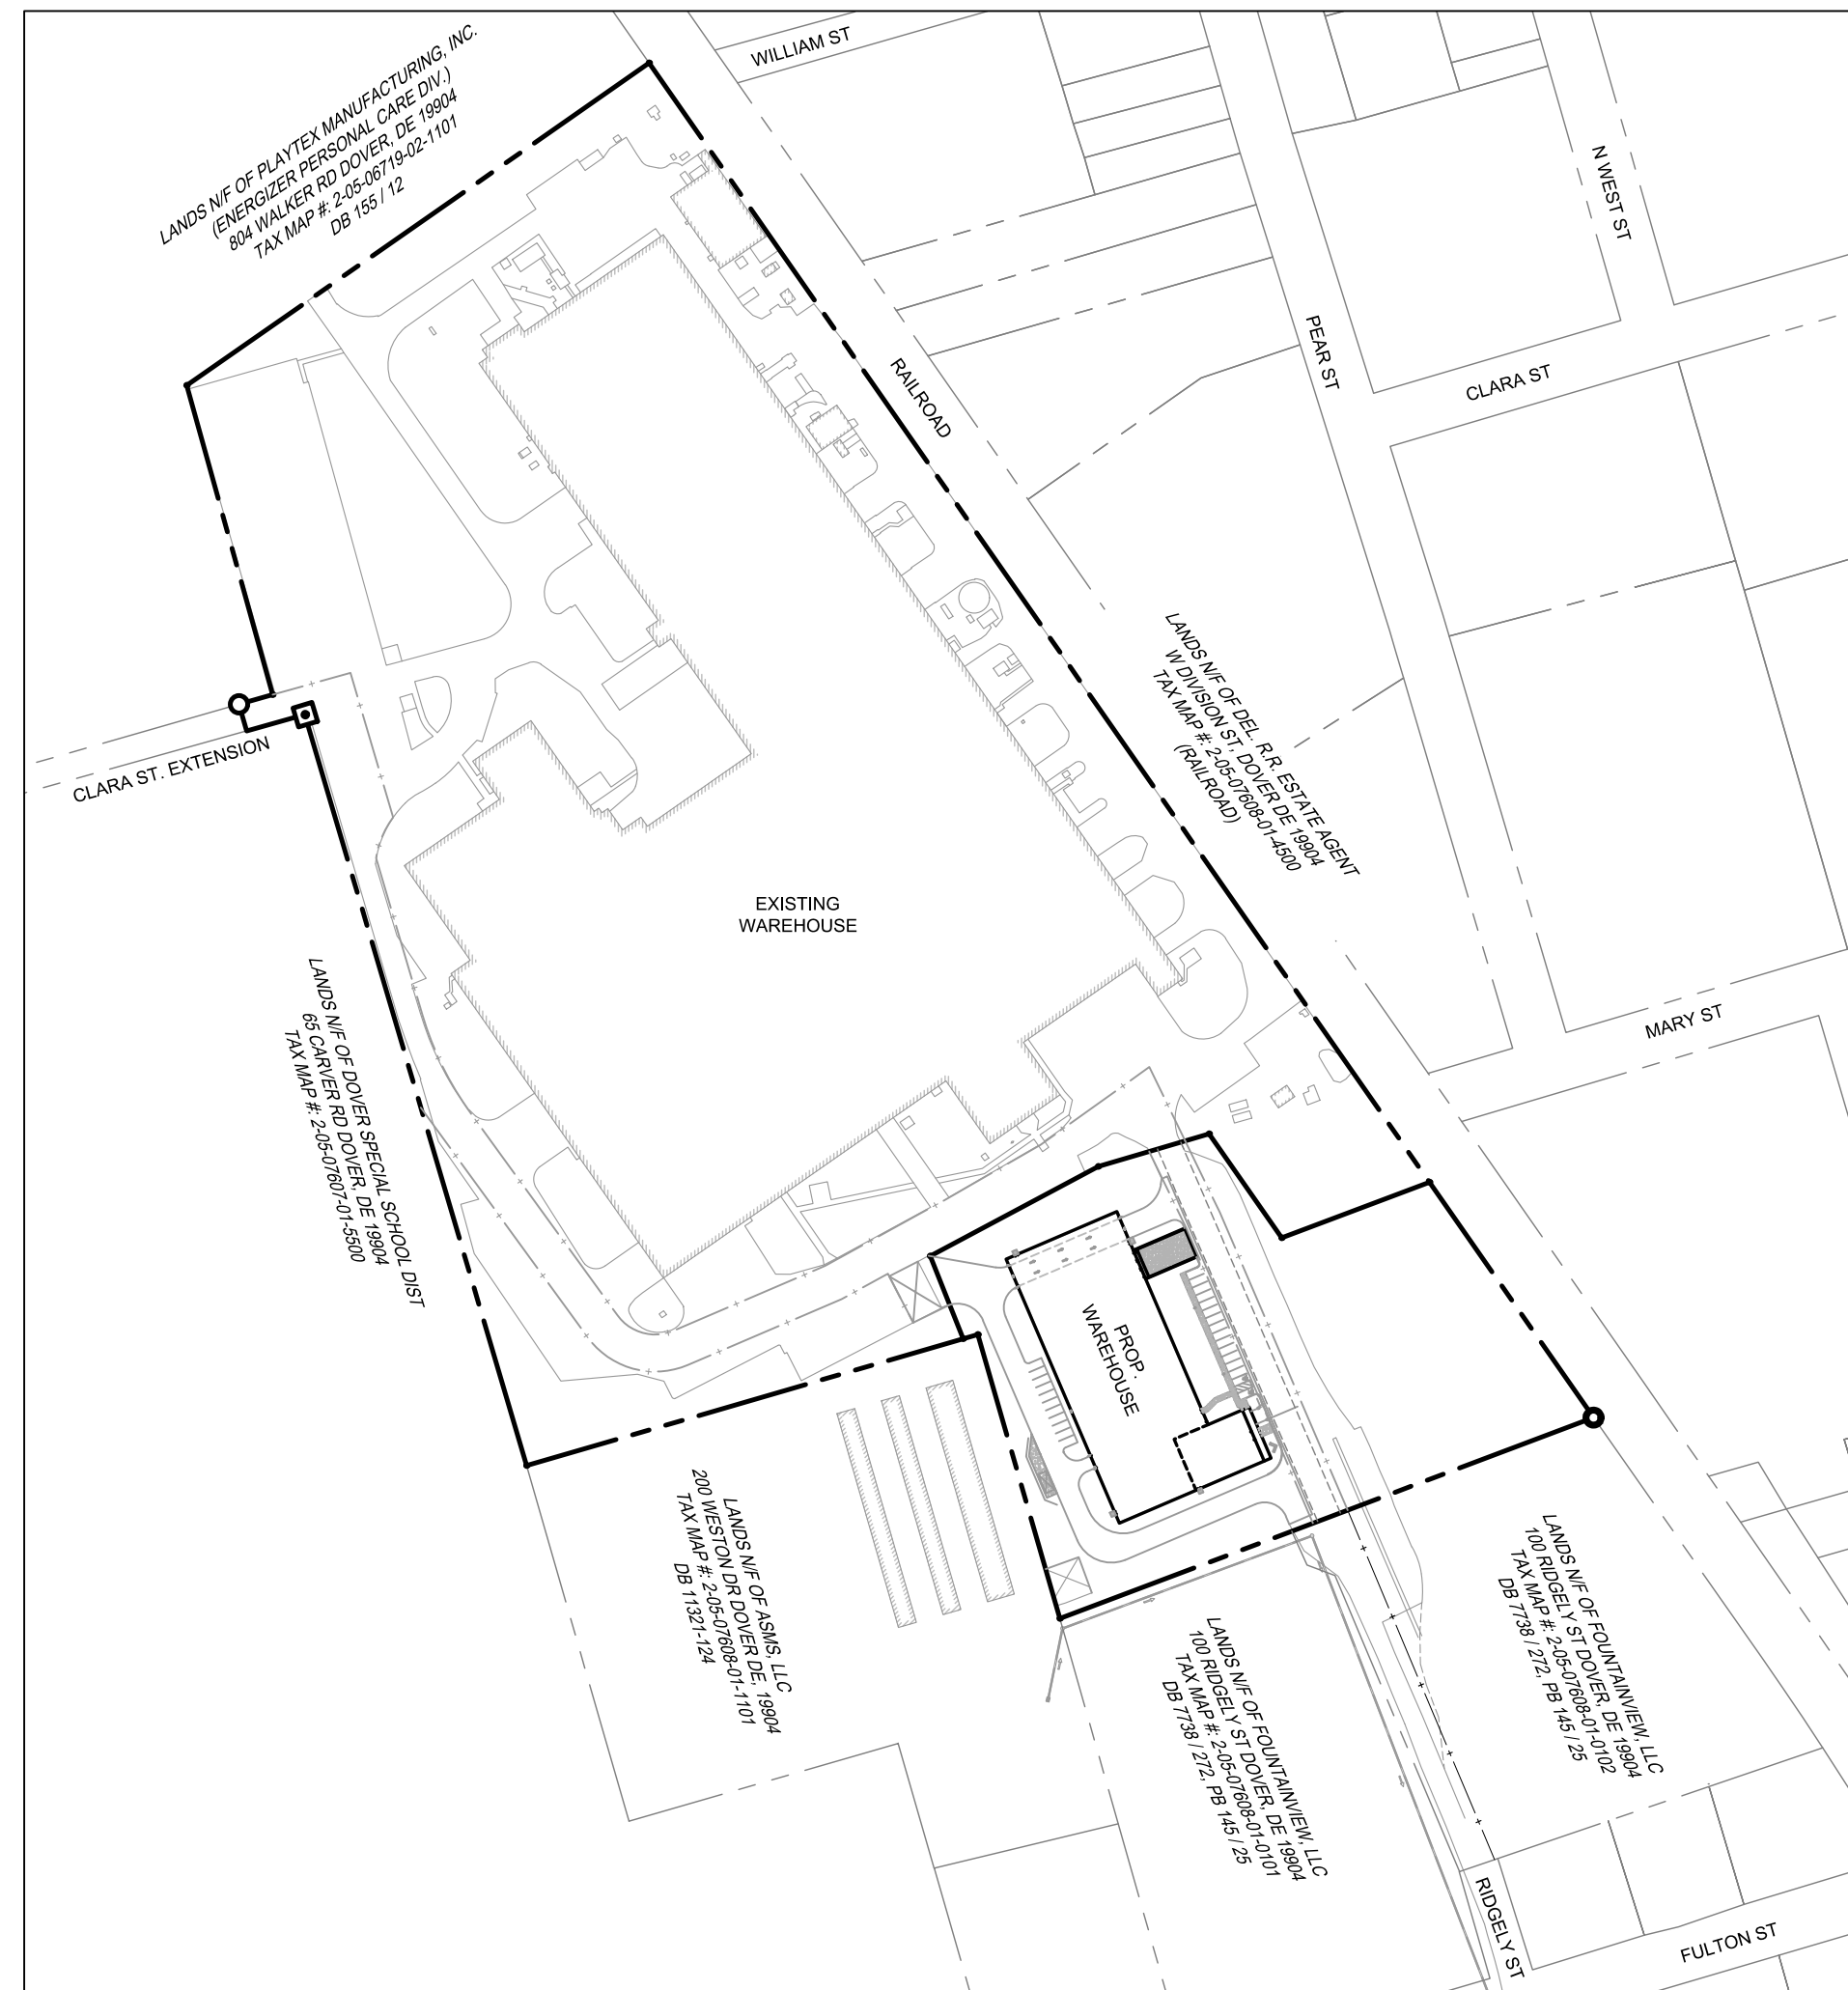 LANDS N/F OF PLAYTEX MANUFACTURING, INC.
(ENERGIZER PERSONAL CARE DIV.)
804 WALKER RD DOVER, DE 19904
TAX MAP #: 2-05-06719-02-1101
DB 155 / 12
WILLIAM ST
N WEST ST
PEAR ST
CLARA ST
RAILROAD
LANDS N/F OF DEL. R.R. ESTATE AGENT
W DIVISION ST, DOVER DE 19904
TAX MAP #: 2-05-07608-01-4500
(RAILROAD)
CLARA ST. EXTENSION
EXISTING
WAREHOUSE
MARY ST
LANDS N/F OF DOVER SPECIAL SCHOOL DIST
65 CARVER RD DOVER, DE 19904
TAX MAP #: 2-05-07607-01-5500
PROP.
WAREHOUSE
LANDS N/F OF ASMS, LLC
200 WESTON DR DOVER DE, 19904
TAX MAP #: 2-05-07608-01-1101
DB 11321-124
LANDS N/F OF FOUNTAINVIEW, LLC
100 RIDGELY ST DOVER, DE 19904
TAX MAP #: 2-05-07608-01-0102
DB 7738 / 272, PB 145 / 25
LANDS N/F OF FOUNTAINVIEW, LLC
100 RIDGELY ST DOVER, DE 19904
TAX MAP #: 2-05-07608-01-0101
DB 7738 / 272, PB 145 / 25
RIDGELY ST
FULTON ST